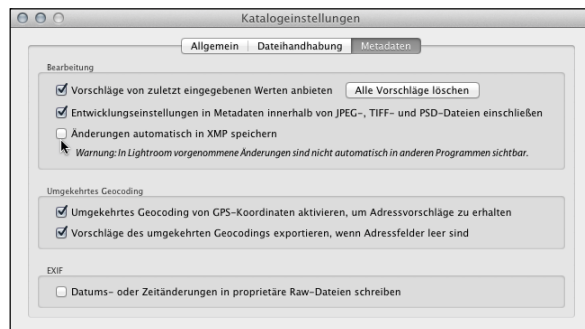 Katalogeinstellungen
Allgemein Dateihandhabung Metadaten
Bearbeitung
Vorschläge von zuletzt eingegebenen Werten anbieten Alle Vorschläge löschen
Entwicklungseinstellungen in Metadaten innerhalb von JPEG-, TIFF- und PSD-Dateien einschließen
Änderungen automatisch in XMP speichern
Warnung: In Lightroom vorgenommene Änderungen sind nicht automatisch in anderen Programmen sichtbar.
Umgekehrtes Geocoding
Umgekehrtes Geocoding von GPS-Koordinaten aktivieren, um Adressvorschläge zu erhalten
Vorschläge des umgekehrten Geocodings exportieren, wenn Adressfelder leer sind
EXIF
Datums- oder Zeitänderungen in proprietäre Raw-Dateien schreiben